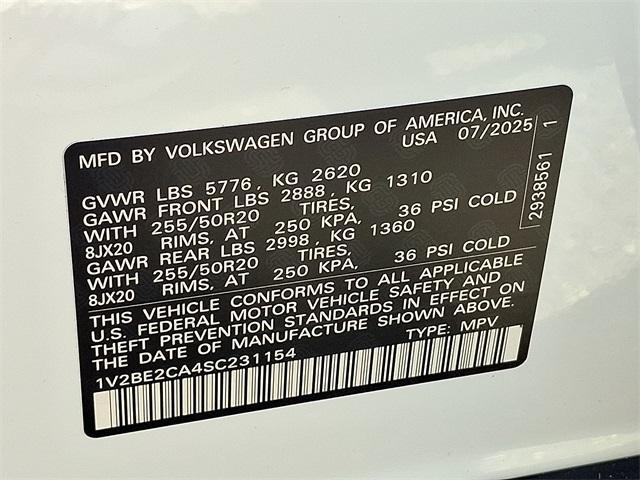 MFD BY VOLKSWAGEN GROUP OF AMERICA, INC.
USA 07/2025
GVWR LBS 5776, KG 2620
GAWR FRONT LBS 2888, KG 1310
WITH 255/50R20 TIRES,
8JX20 RIMS, AT 250 KPA, 36 PSI COLD
GAWR REAR LBS 2998, KG 1360
WITH 255/50R20 TIRES,
8JX20 RIMS, AT 250 KPA, 36 PSI COLD
THIS VEHICLE CONFORMS TO ALL APPLICABLE
U.S. FEDERAL MOTOR VEHICLE SAFETY AND
THEFT PREVENTION STANDARDS IN EFFECT ON
THE DATE OF MANUFACTURE SHOWN ABOVE.
TYPE: MPV
1V2BE2CA4SC231154
2938561 1